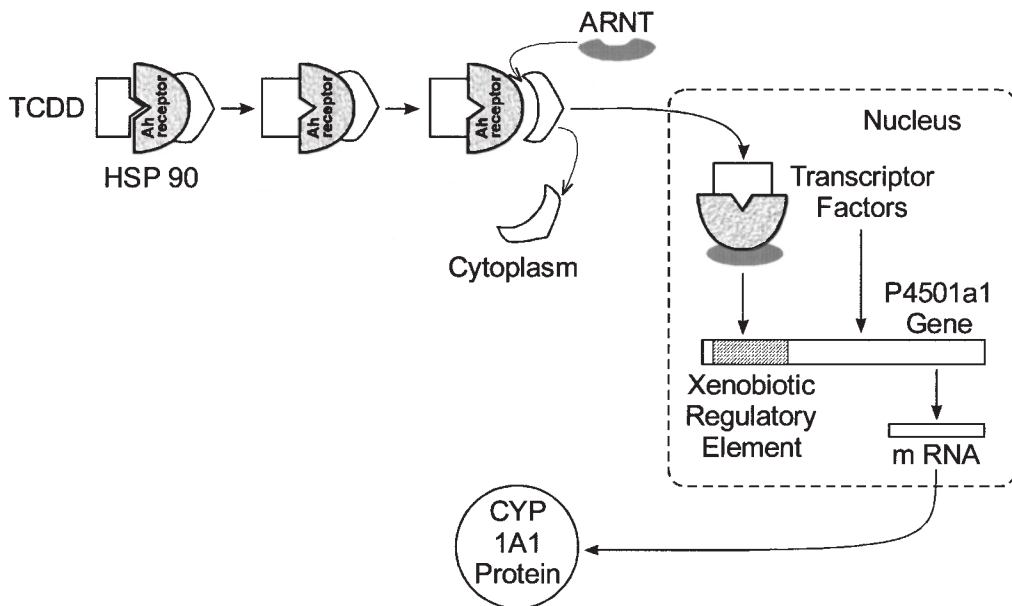 ARNT
TCDD
Ah
receptor
Ah
receptor
Ah
receptor
HSP 90
Cytoplasm
Nucleus
Transcriptor
Factors
P4501a1
Gene
Xenobiotic
Regulatory
Element
m RNA
CYP
1A1
Protein